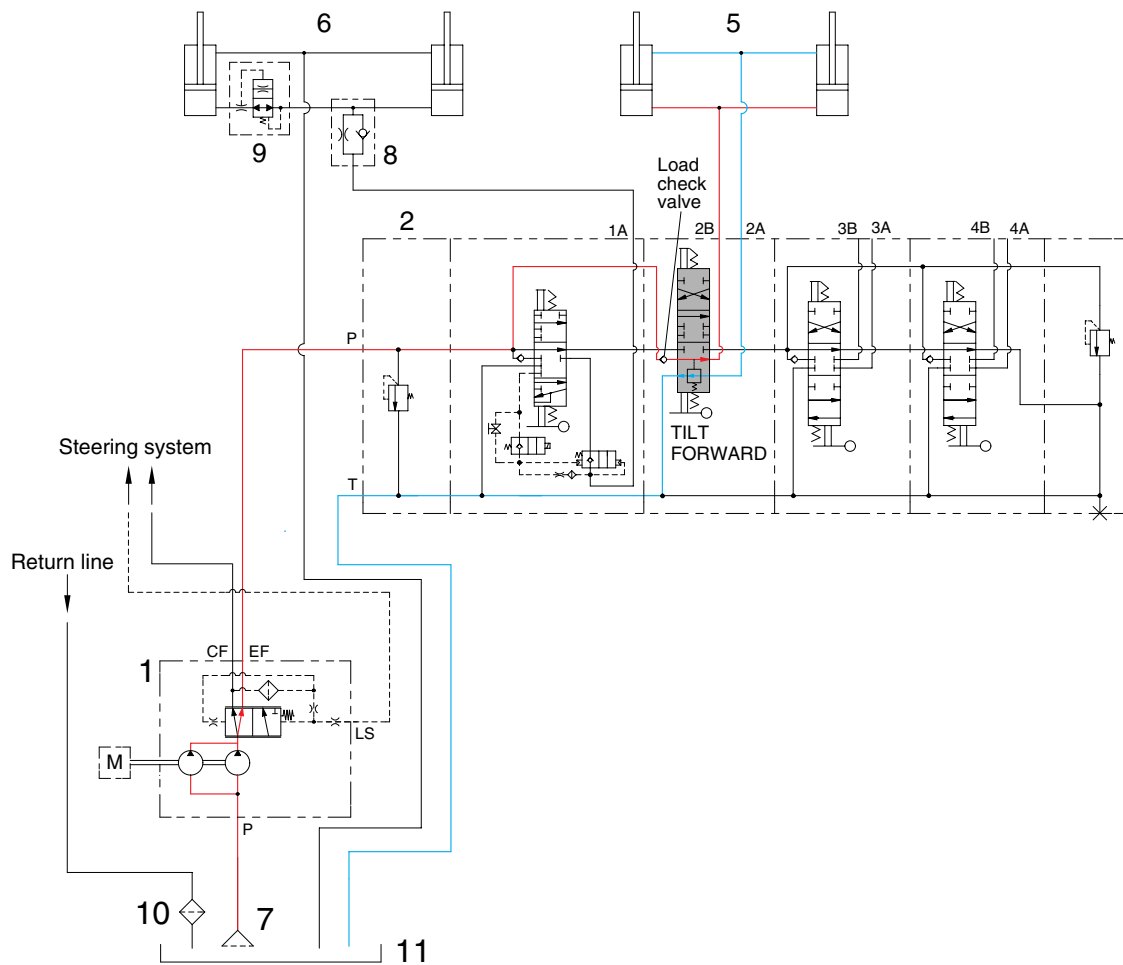 6
5
9
8
Load
check
valve
2
1A
2B
2A
3B
3A
4B
4A
P
TILT
FORWARD
Steering system
T
Return line
CF
EF
1
LS
M
P
10
7
11